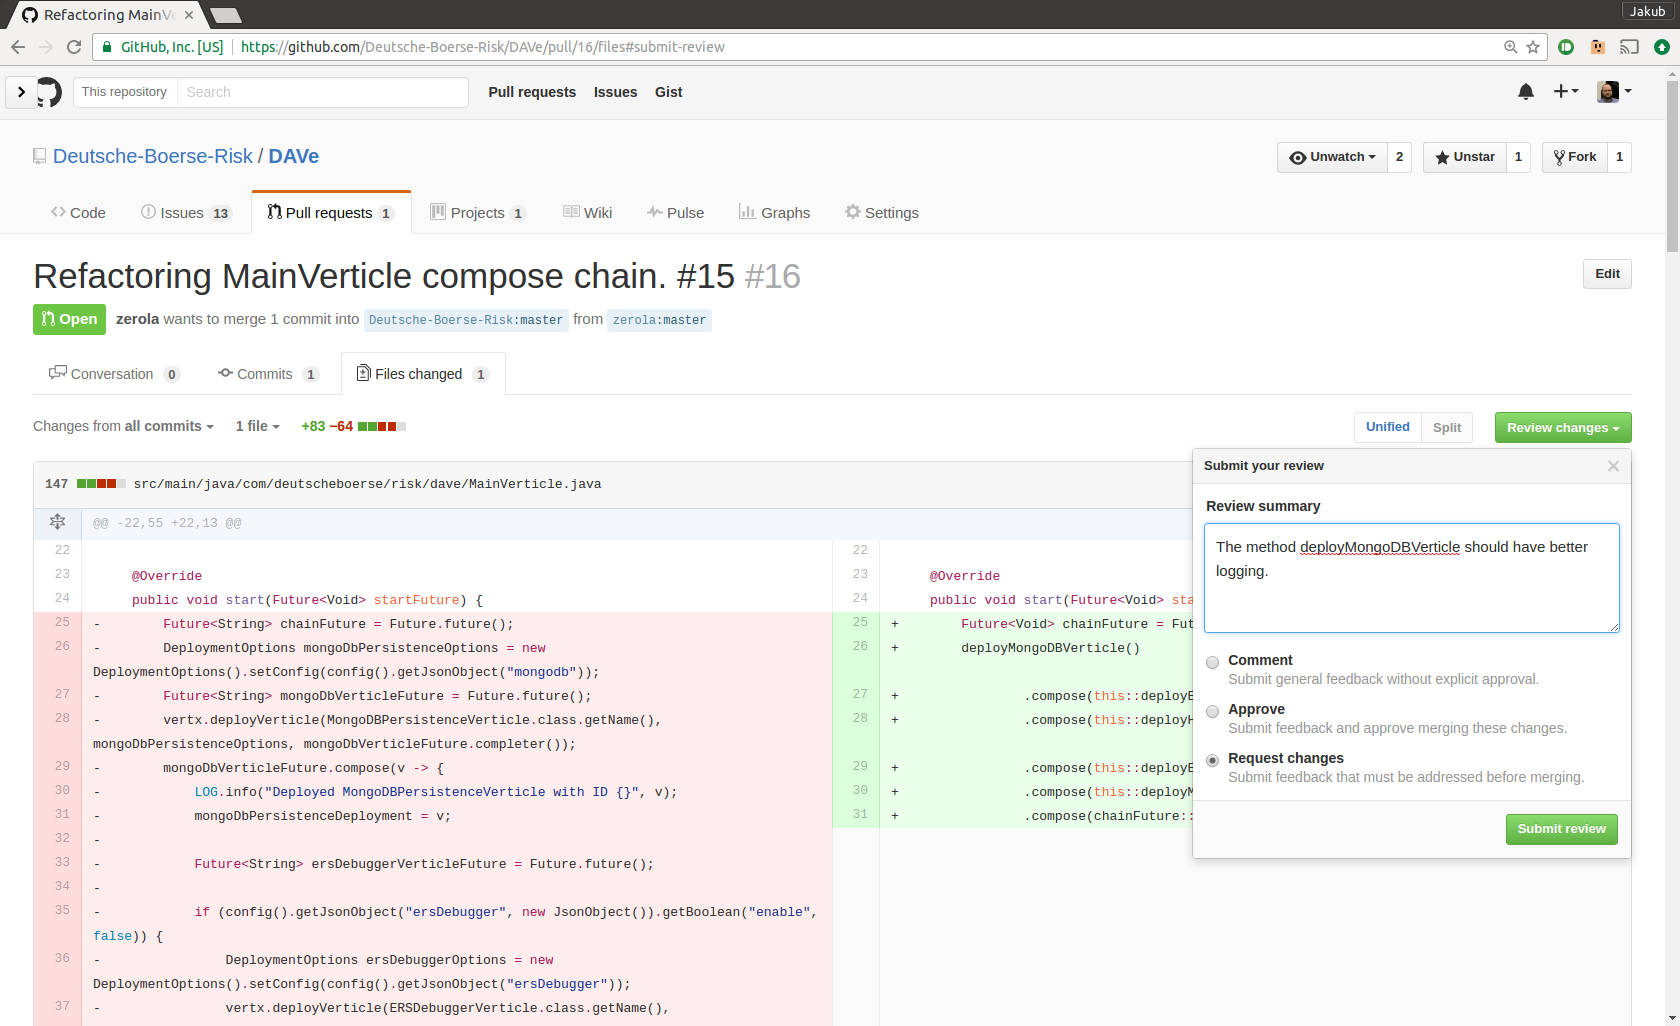 Refactoring MainVe
Jakub
GitHub, Inc. [US] https://github.com/Deutsche-Boerse-Risk/DAVe/pull/16/files#submit-review
This repository Search Pull requests Issues Gist
Deutsche-Boerse-Risk / DAVe Unwatch 2 Unstar 1 Fork 1
Code Issues 13 Pull requests 1 Projects 1 Wiki Pulse Graphs Settings
Refactoring MainVerticle compose chain. #15 #16 Edit
Open zerola wants to merge 1 commit into Deutsche-Boerse-Risk:master from zerola:master
Conversation 0 Commits 1 Files changed 1
Changes from all commits 1 file +83 −64 Unified Split Review changes
147 src/main/java/com/deutscheboerse/risk/dave/MainVerticle.java
@@ -22,55 +22,13 @@
22
23 @Override
24 public void start(Future<Void> startFuture) {
25 - Future<String> chainFuture = Future.future();
26 - DeploymentOptions mongoDbPersistenceOptions = new
DeploymentOptions().setConfig(config().getJsonObject("mongodb"));
27 - Future<String> mongoDbVerticleFuture = Future.future();
28 - vertx.deployVerticle(MongoDBPersistenceVerticle.class.getName(),
mongoDbPersistenceOptions, mongoDbVerticleFuture.completer());
29 - mongoDbVerticleFuture.compose(v -> {
30 - LOG.info("Deployed MongoDBPersistenceVerticle with ID {}", v);
31 - mongoDbPersistenceDeployment = v;
32 -
33 - Future<String> ersDebuggerVerticleFuture = Future.future();
34 -
35 - if (config().getJsonObject("ersDebugger", new JsonObject()).getBoolean("enable",
false)) {
36 - DeploymentOptions ersDebuggerOptions = new
DeploymentOptions().setConfig(config().getJsonObject("ersDebugger"));
37 - vertx.deployVerticle(ERSDebuggerVerticle.class.getName(),
22
23 @Override
24 public void start(Future<Void> sta
25 + Future<Void> chainFuture = Fut
26 + deployMongoDBVerticle()
27 + .compose(this::deployE
28 + .compose(this::deployH
29 + .compose(this::deployE
30 + .compose(this::deployM
31 + .compose(chainFuture::
Submit your review
Review summary
The method deployMongoDBVerticle should have better
logging.
Comment
Submit general feedback without explicit approval.
Approve
Submit feedback and approve merging these changes.
Request changes
Submit feedback that must be addressed before merging.
Submit review